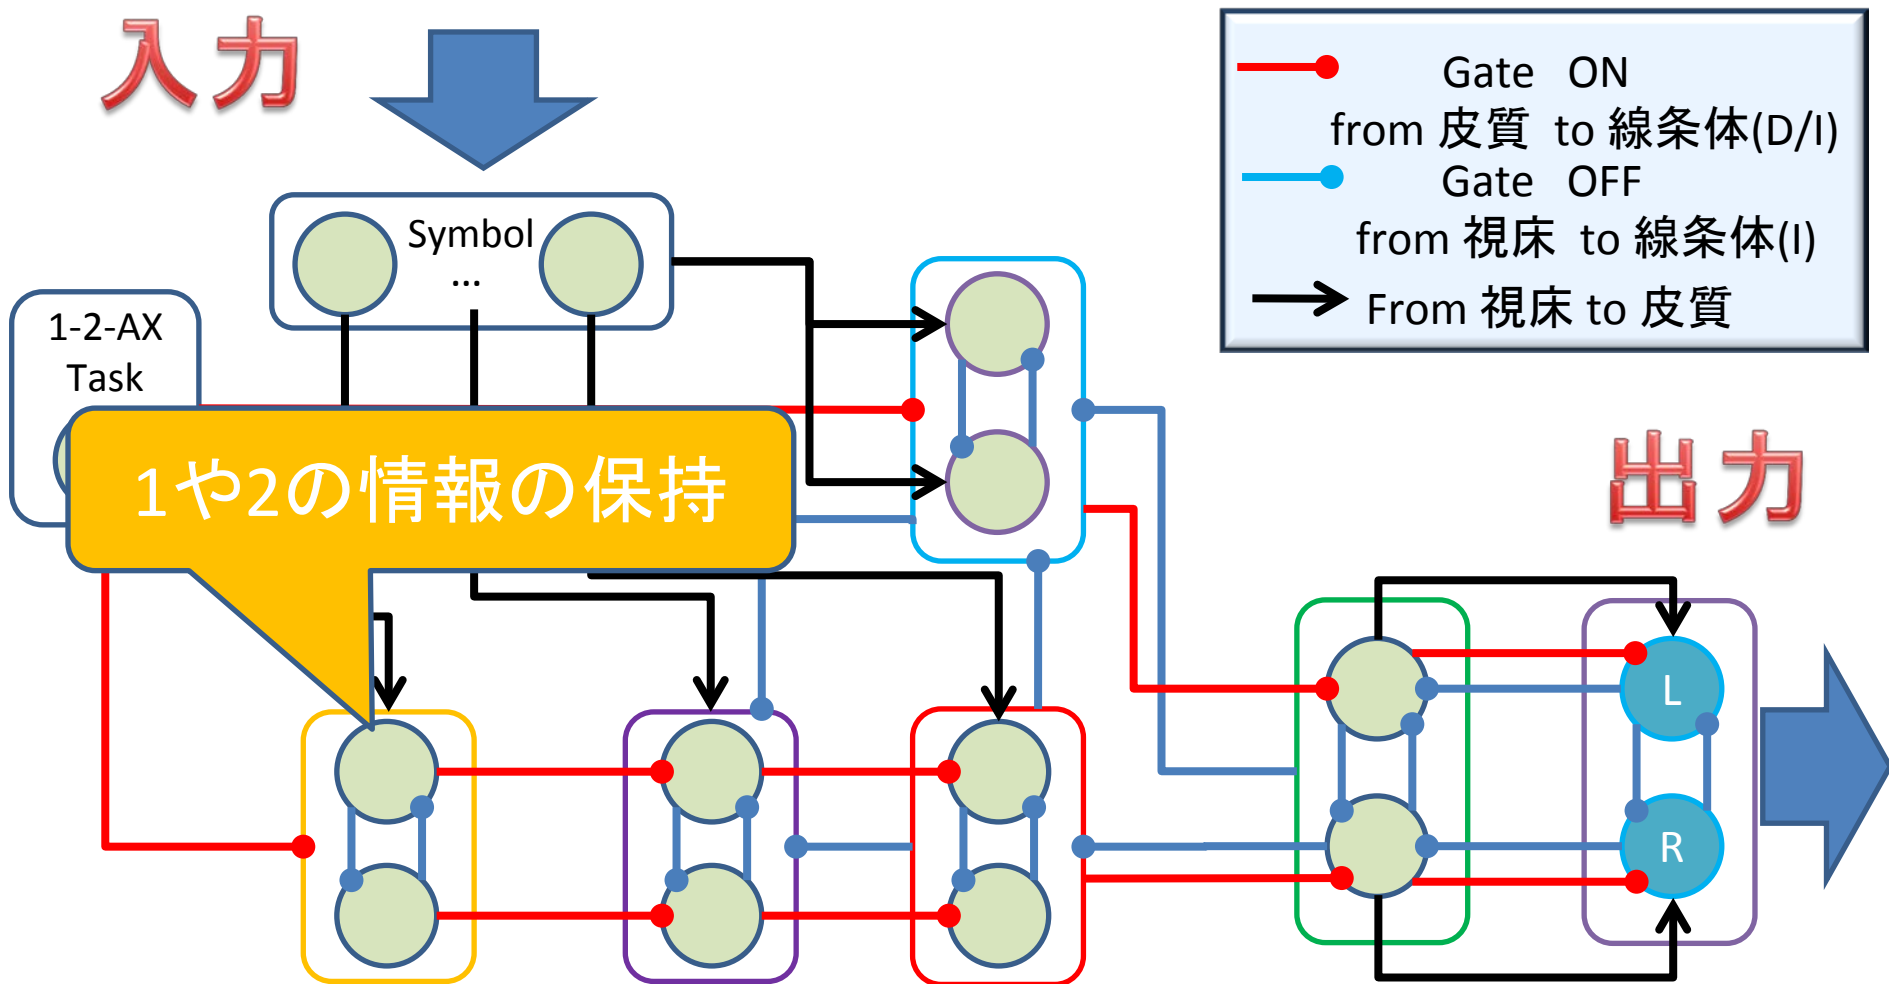 入力
Gate ON
from 皮質 to 線条体(D/I)
Gate OFF
from 視床 to 線条体(I)
From 視床 to 皮質
Symbol
...
1-2-AX
Task
1や2の情報の保持
出力
L
R